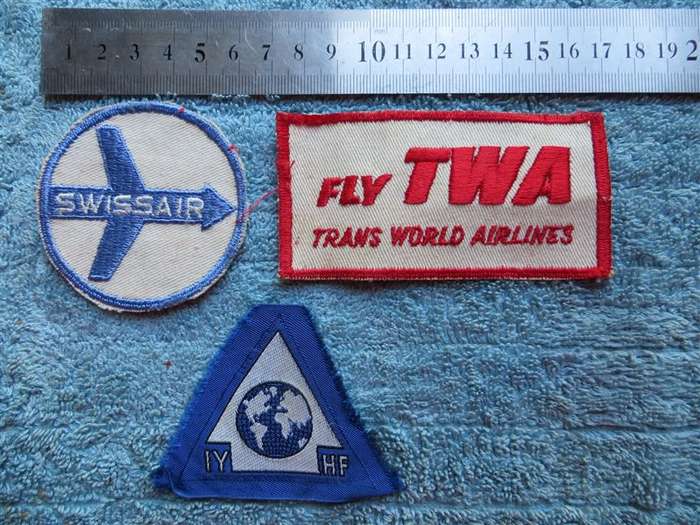 1 2 3 4 5 6 7 8 9 10 11 12 13 14 15 16 17 18 19 2
SWISSAIR
FLY TWA
TRANS WORLD AIRLINES
IY HF